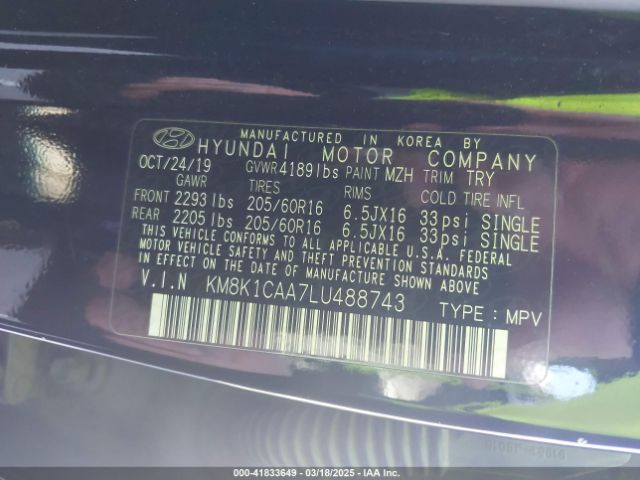 MANUFACTURED IN KOREA BY
HYUNDAI MOTOR COMPANY
OCT/24/19 GVWR 4189lbs PAINT MZH TRIM TRY
GAWR TIRES RIMS COLD TIRE INFL
FRONT 2293lbs 205/60R16 6.5JX16 33psi SINGLE
REAR 2205lbs 205/60R16 6.5JX16 33psi SINGLE
THIS VEHICLE CONFORMS TO ALL APPLICABLE U.S.A. FEDERAL
MOTOR VEHICLE SAFETY AND THEFT PREVENTION STANDARDS
IN EFFECT ON THE DATE OF MANUFACTURE SHOWN ABOVE.
V.I.N KM8K1CAA7LU488743 TYPE: MPV
00-41833649 - 03/18/2025 - IAA Inc.